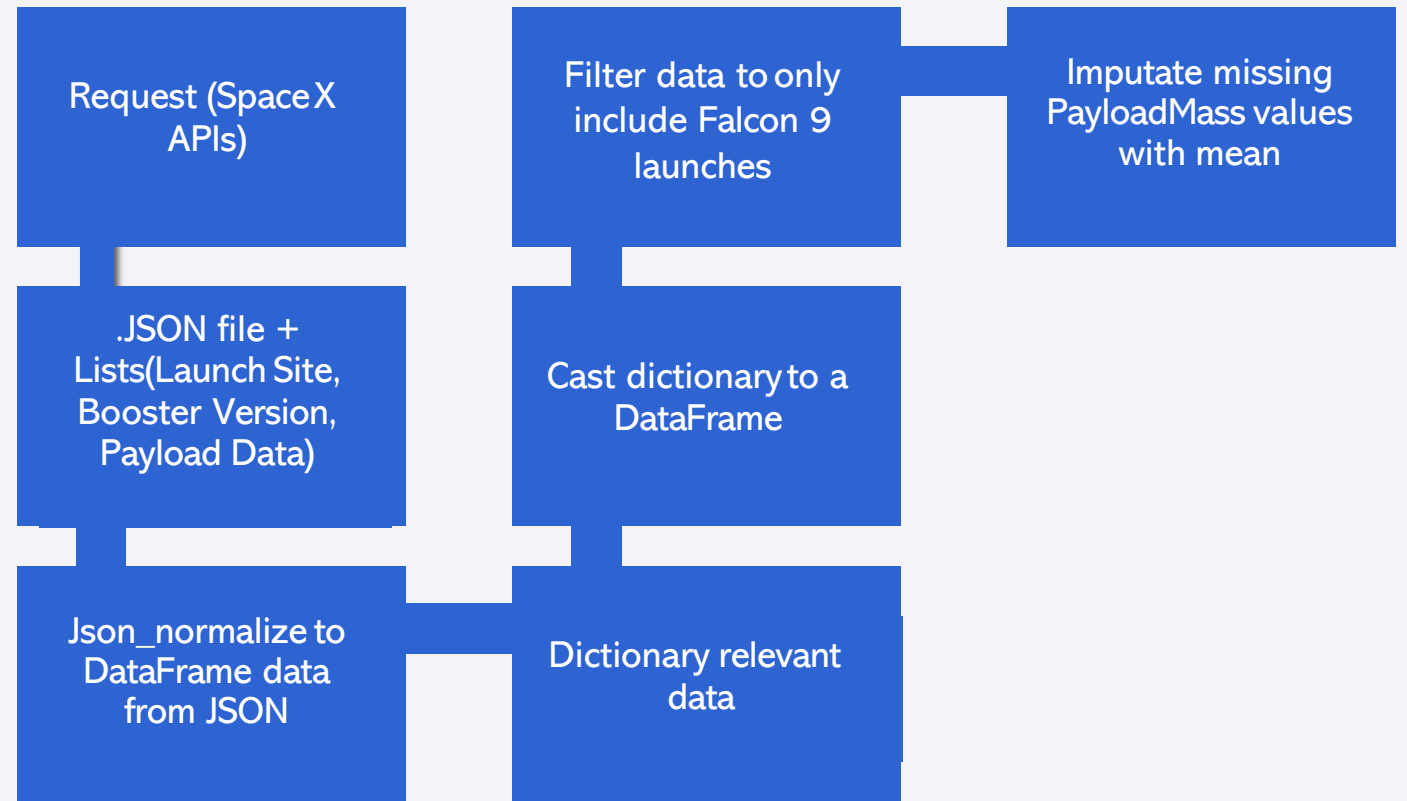 Request (Space X
APIs)
.JSON file +
Lists(Launch Site,
Booster Version,
Payload Data)
Json_normalize to
DataFrame data
from JSON
Dictionary relevant
data
Cast dictionary to a
DataFrame
Filter data to only
include Falcon 9
launches
Imputate missing
PayloadMass values
with mean